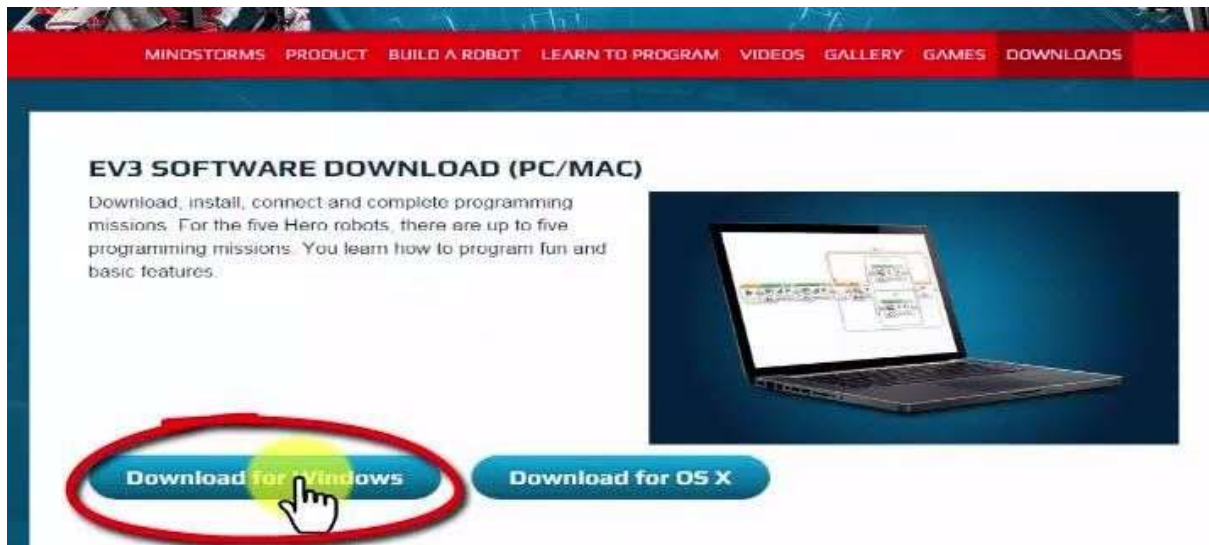 MINDSTORMS PRODUCT BUILD A ROBOT LEARN TO PROGRAM VIDEOS GALLERY GAMES DOWNLOADS
EV3 SOFTWARE DOWNLOAD (PC/MAC)
Download, install, connect and complete programming
missions. For the five Hero robots, there are up to five
programming missions. You learn how to program fun and
basic features.
Download for Windows
Download for OS X